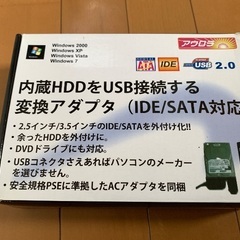 Windows 2000
Windows XP
Windows Vista
Windows 7
アウトロ
SATA
IDE
USB 2.0
内蔵HDDをUSB接続する
変換アダプタ（IDE/SATA対応
・2.5インチ/3.5インチのIDE/SATAを外付け化!!
・余ったHDDを外付けに。
・DVDドライブにも対応。
・USBコネクタさえあればパソコンのメーカー
を選びません。
・安全規格PSEに準拠したACアダプタを同梱